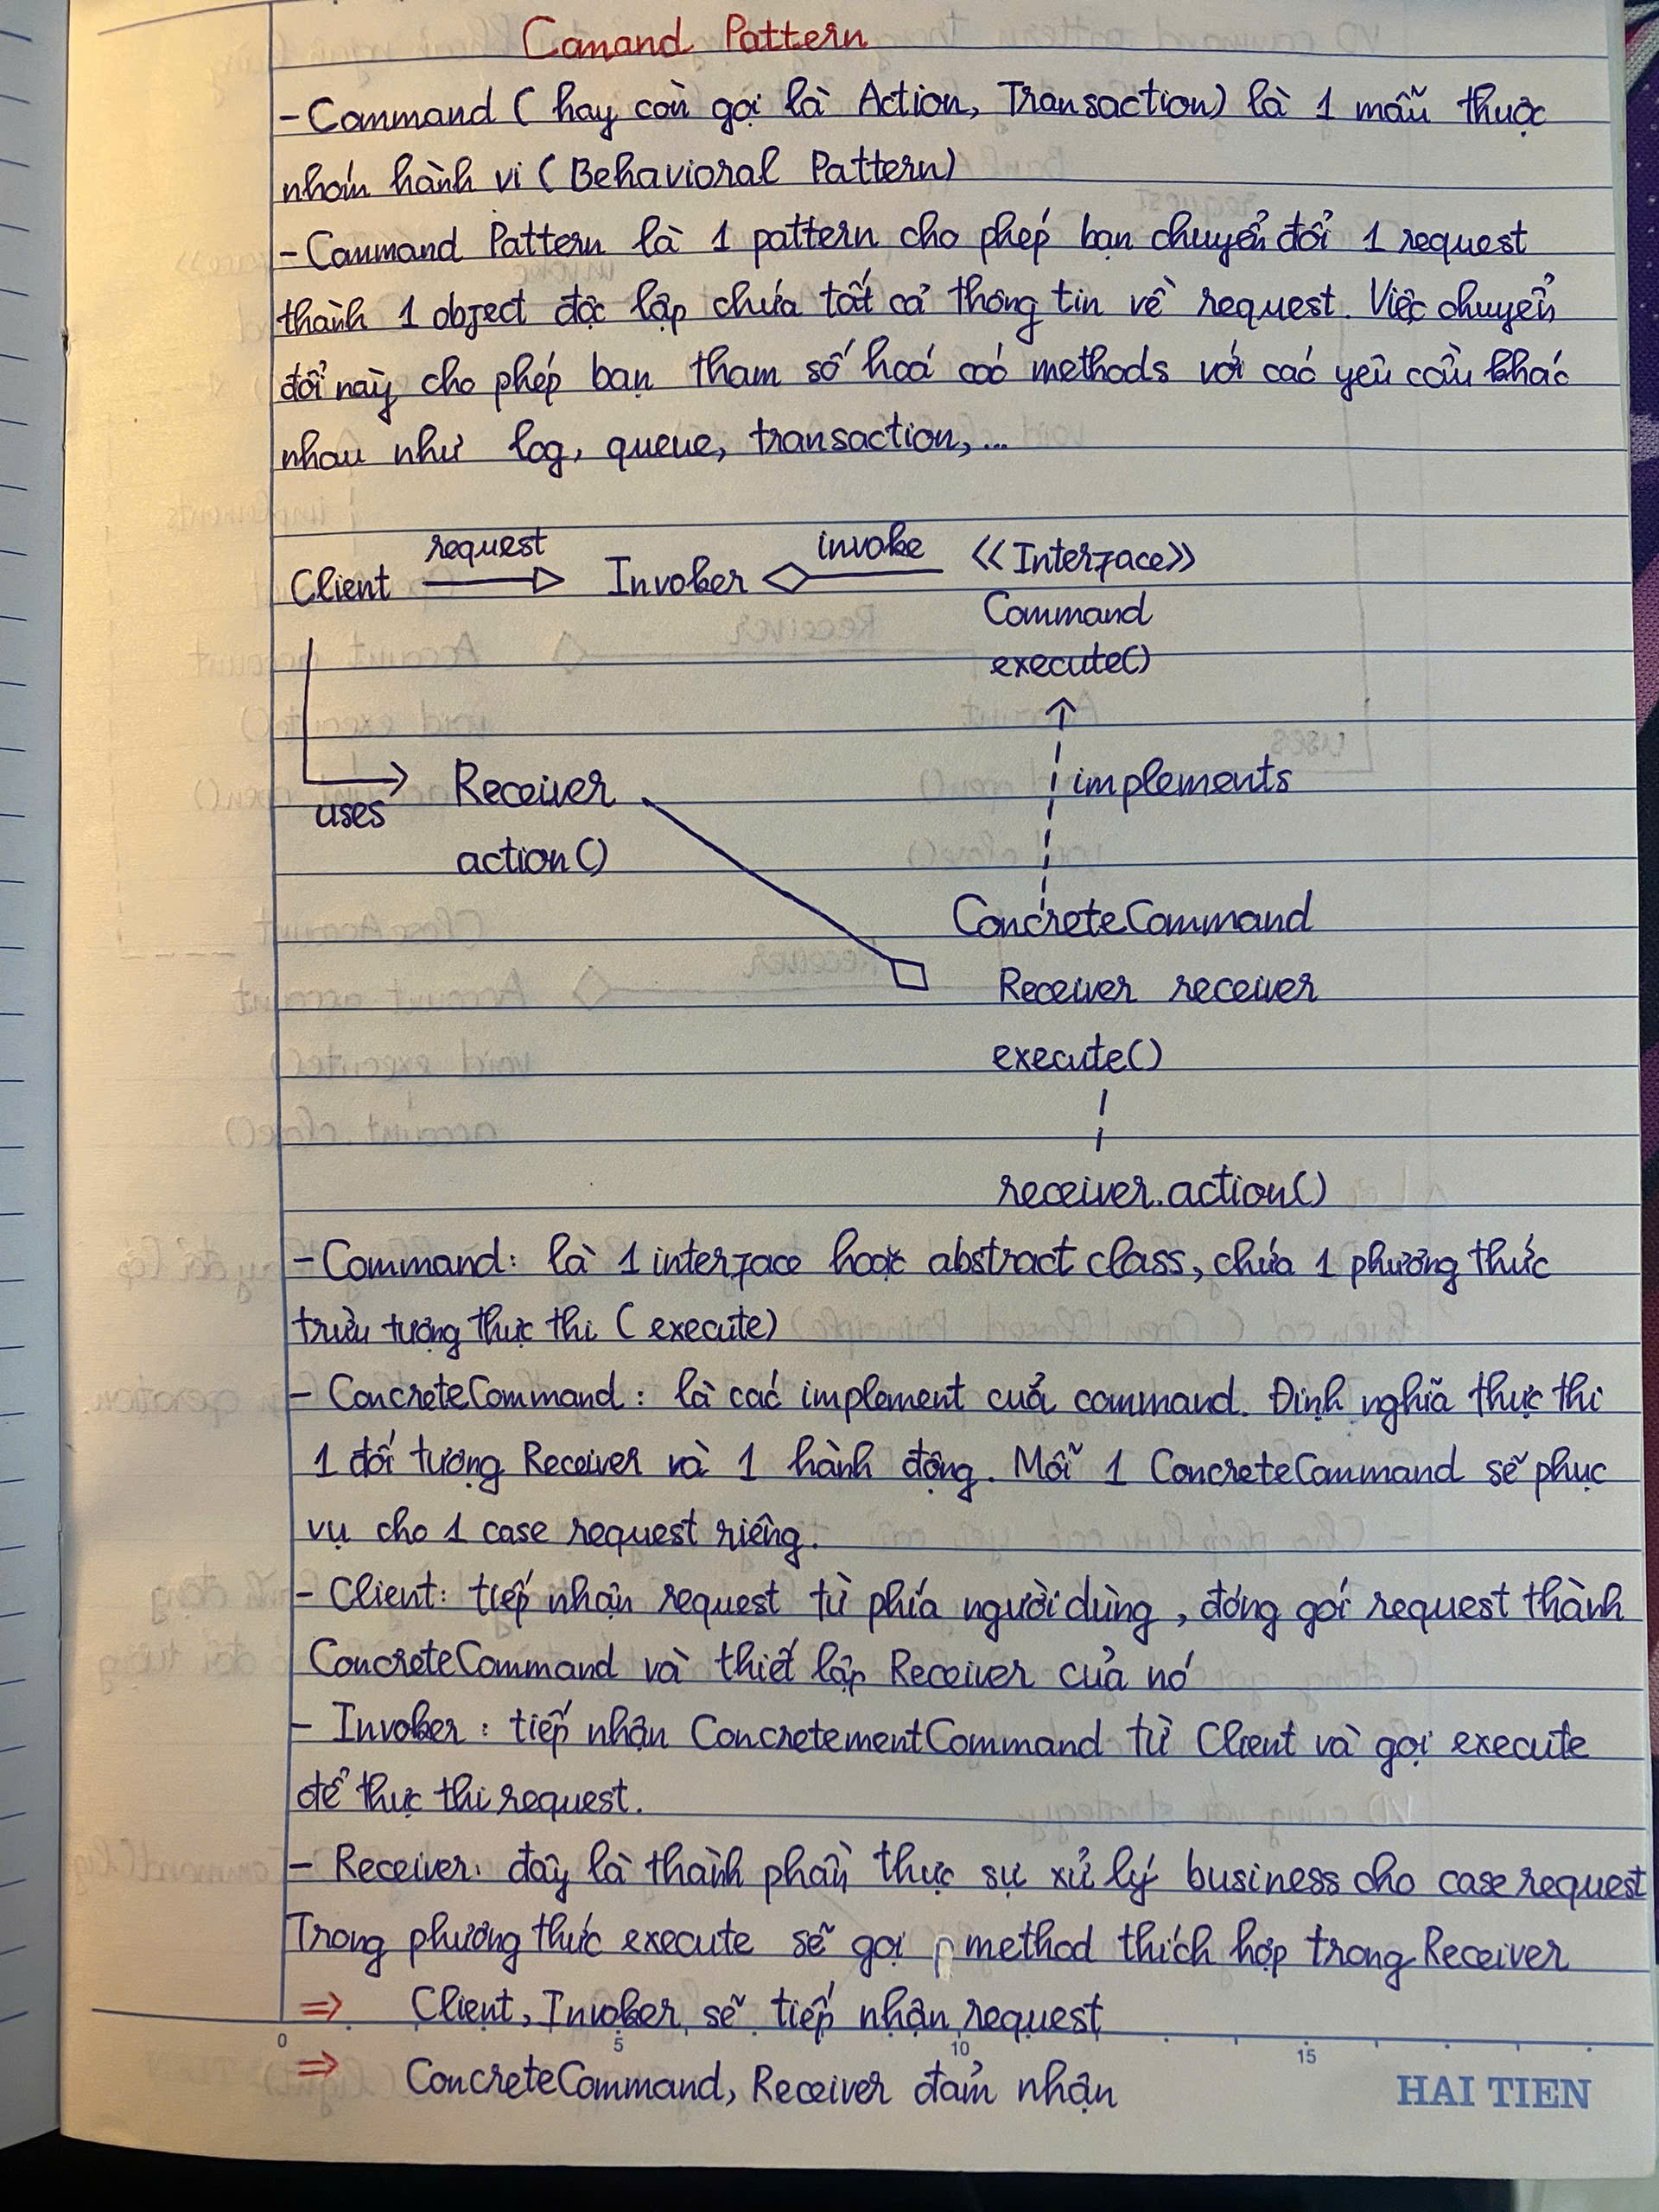 Comand Pattern
- Command ( hay còn gọi là Action, Transaction) là 1 mẫu thuộc
nhóm hành vi ( Behavioral Pattern)
- Command Pattern là 1 pattern cho phép bạn chuyển đổi 1 request
thành 1 object độc lập chứa tất cả thông tin về request. Việc chuyển
đổi này cho phép bạn tham số hoá các methods với các yêu cầu khác
nhau như log, queue, transaction,...
Client request Invoker invoke <<Interface>>
Command
execute()
uses Receiver implements
action()
ConcreteCommand
Receiver receiver
execute()
receiver.action()
- Command: là 1 interface hoặc abstract class, chứa 1 phương thức
trừu tượng thực thi ( execute)
- ConcreteCommand : là các implement của command. Định nghĩa thực thi
1 đối tượng Receiver và 1 hành động. Mỗi 1 ConcreteCommand sẽ phục
vụ cho 1 case request riêng.
- Client: tiếp nhận request từ phía người dùng, đóng gói request thành
ConcreteCommand và thiết lập Receiver của nó
- Invoker : tiếp nhận ConcretementCommand từ Client và gọi execute
để thực thi request.
- Receiver: đây là thành phần thực sự xử lý business cho case request
Trong phương thức execute sẽ gọi method thích hợp trong Receiver
=> Client, Invoker sẽ tiếp nhận request
0 5 10 15
=> ConcreteCommand, Receiver đảm nhận
HAI TIEN